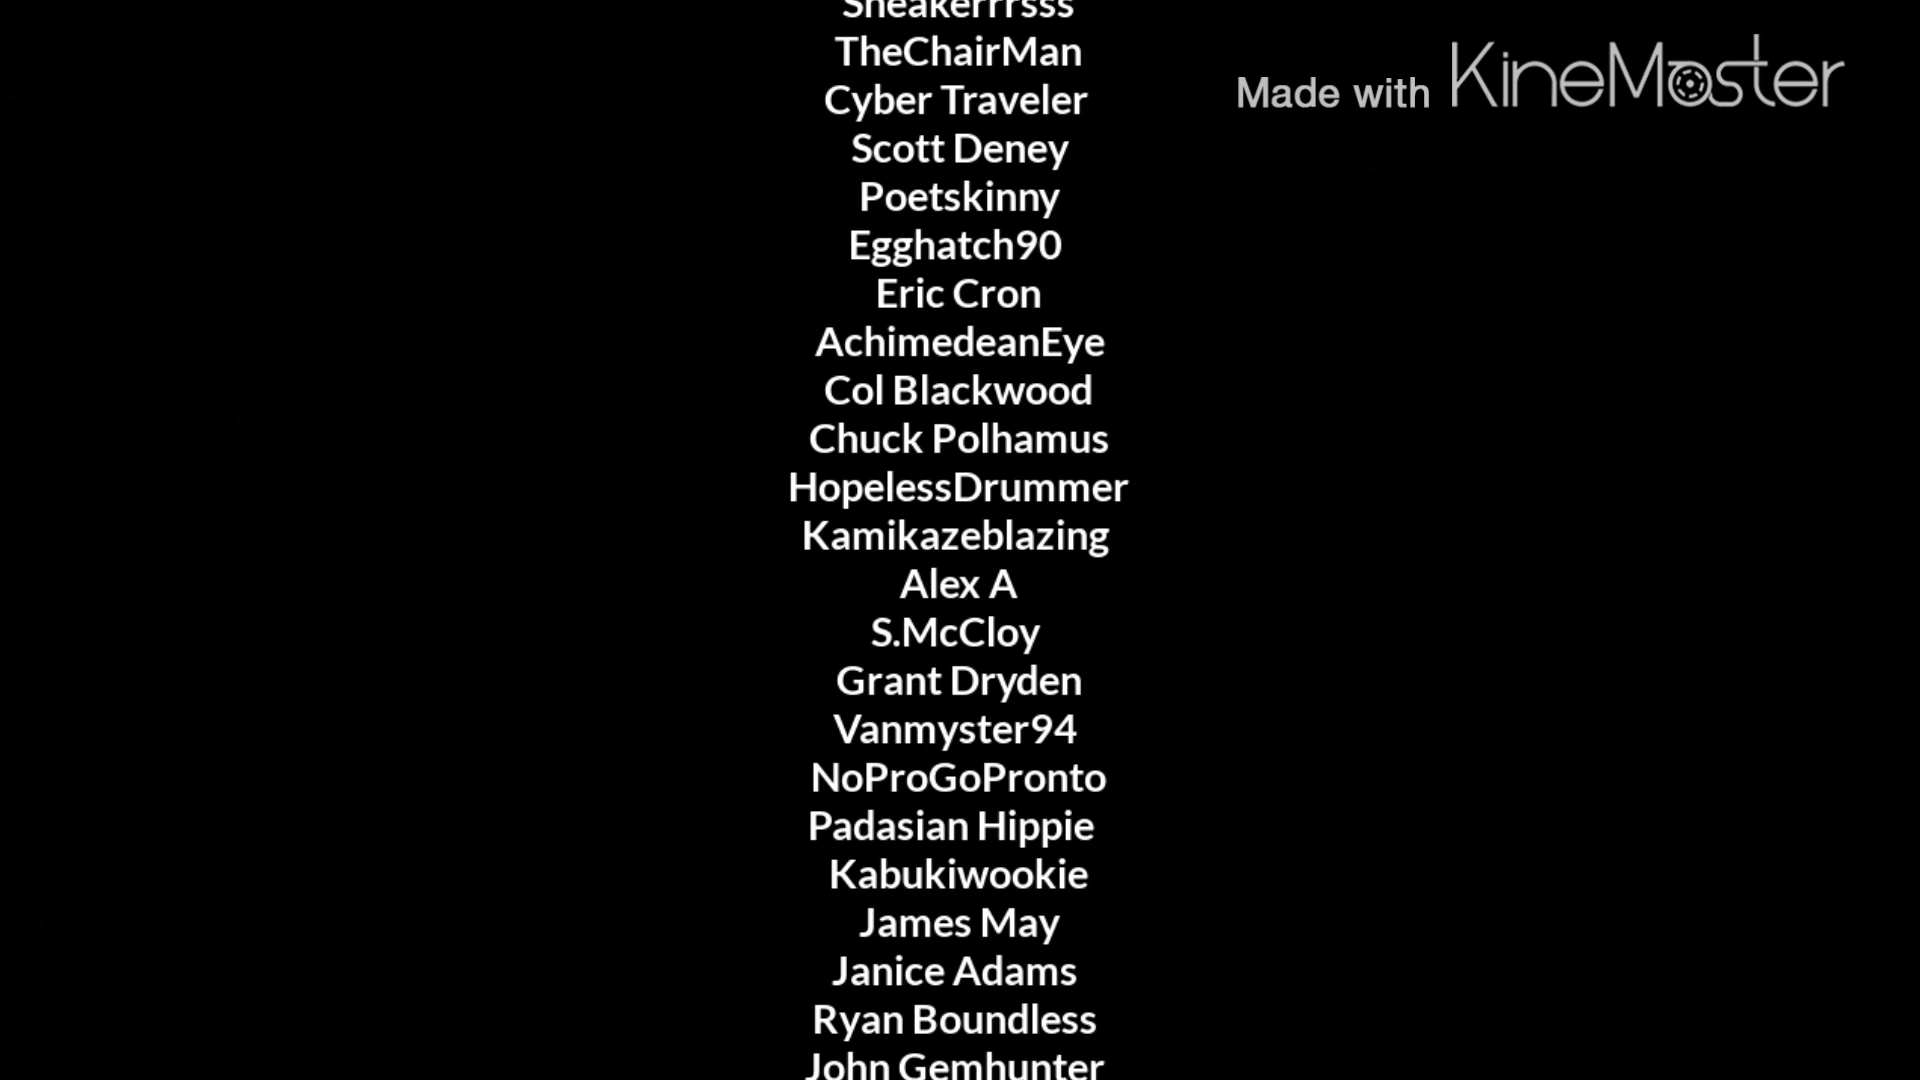 Sneakerrrsss
TheChairMan
Made with KineMaster
Cyber Traveler
Scott Deney
Poetskinny
Egghatch90
Eric Cron
AchimedeanEye
Col Blackwood
Chuck Polhamus
HopelessDrummer
Kamikazeblazing
Alex A
S.McCloy
Grant Dryden
Vanmyster94
NoProGoPronto
Padasian Hippie
Kabukiwookie
James May
Janice Adams
Ryan Boundless
John Gemhunter